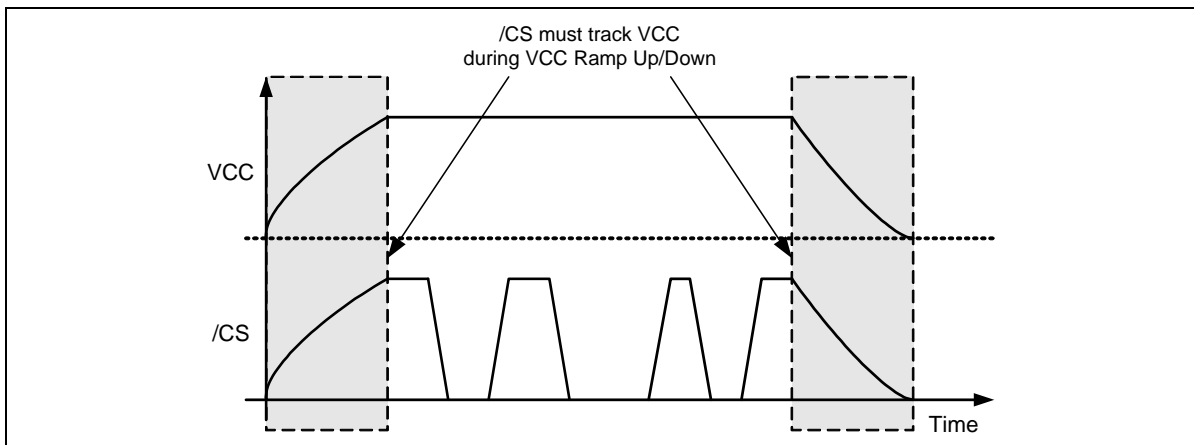 /CS must track VCC
during VCC Ramp Up/Down
VCC
/CS
Time